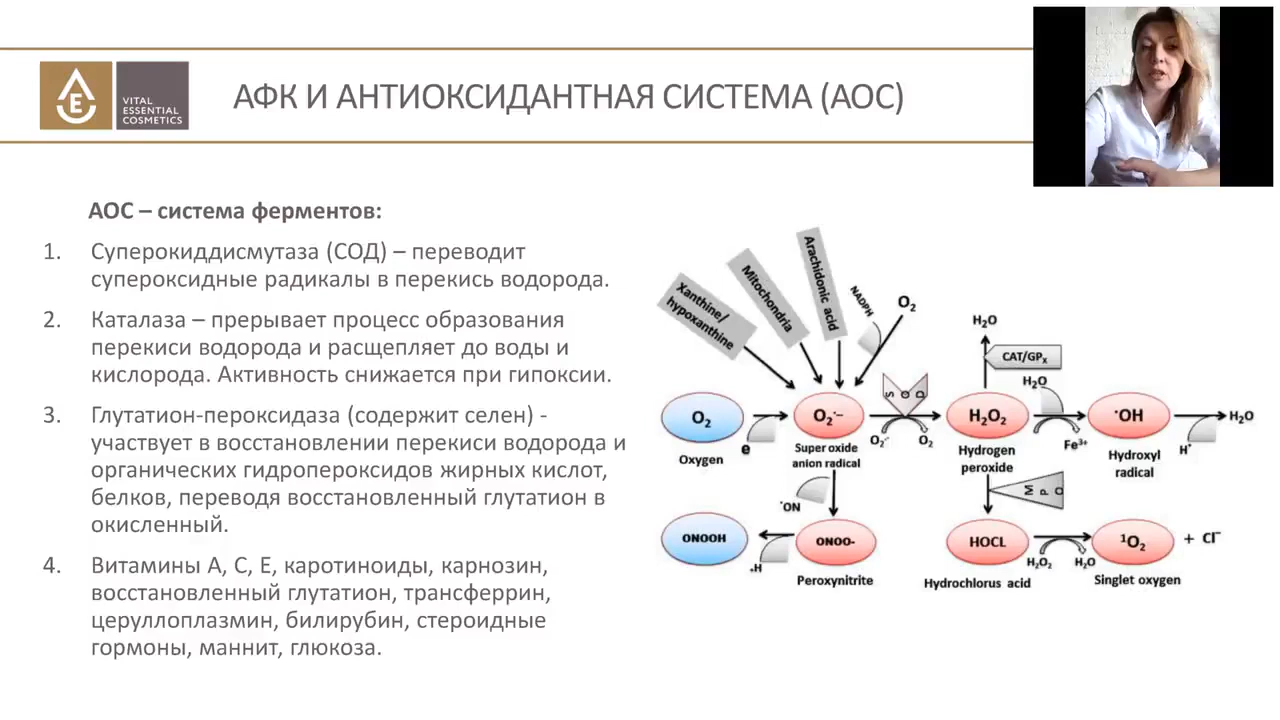 VITAL
ESSENTIAL
COSMETICS
E
АФК И АНТИОКСИДАНТНАЯ СИСТЕМА (АОС)
АОС – система ферментов:
1. Суперокиддисмутаза (СОД) – переводит
супероксидные радикалы в перекись водорода.
2. Каталаза – прерывает процесс образования
перекиси водорода и расщепляет до воды и
кислорода. Активность снижается при гипоксии.
3. Глутатион-пероксидаза (содержит селен) -
участвует в восстановлении перекиси водорода и
органических гидропероксидов жирных кислот,
белков, переводя восстановленный глутатион в
окисленный.
4. Витамины А, С, Е, каротиноиды, карнозин,
восстановленный глутатион, трансферрин,
церуллоплазмин, билирубин, стероидные
гормоны, маннит, глюкоза.
Xanthine/
hypoxanthine
Mitochondria
Arachidonic acid
NADPH
O₂
H₂O
CAT/GPₓ
H₂O
O₂
e
O₂˙–
SOD
O₂˙–
O₂
H₂O₂
Fe³⁺
˙OH
H⁺
H₂O
Oxygen
Super oxide
anion radical
Hydrogen
peroxide
Hydroxyl
radical
˙ON
MPO
ONOOH
.H
ONOO-
HOCL
H₂O₂
H₂O
¹O₂
+ Cl⁻
Peroxynitrite
Hydrochlorus acid
Singlet oxygen